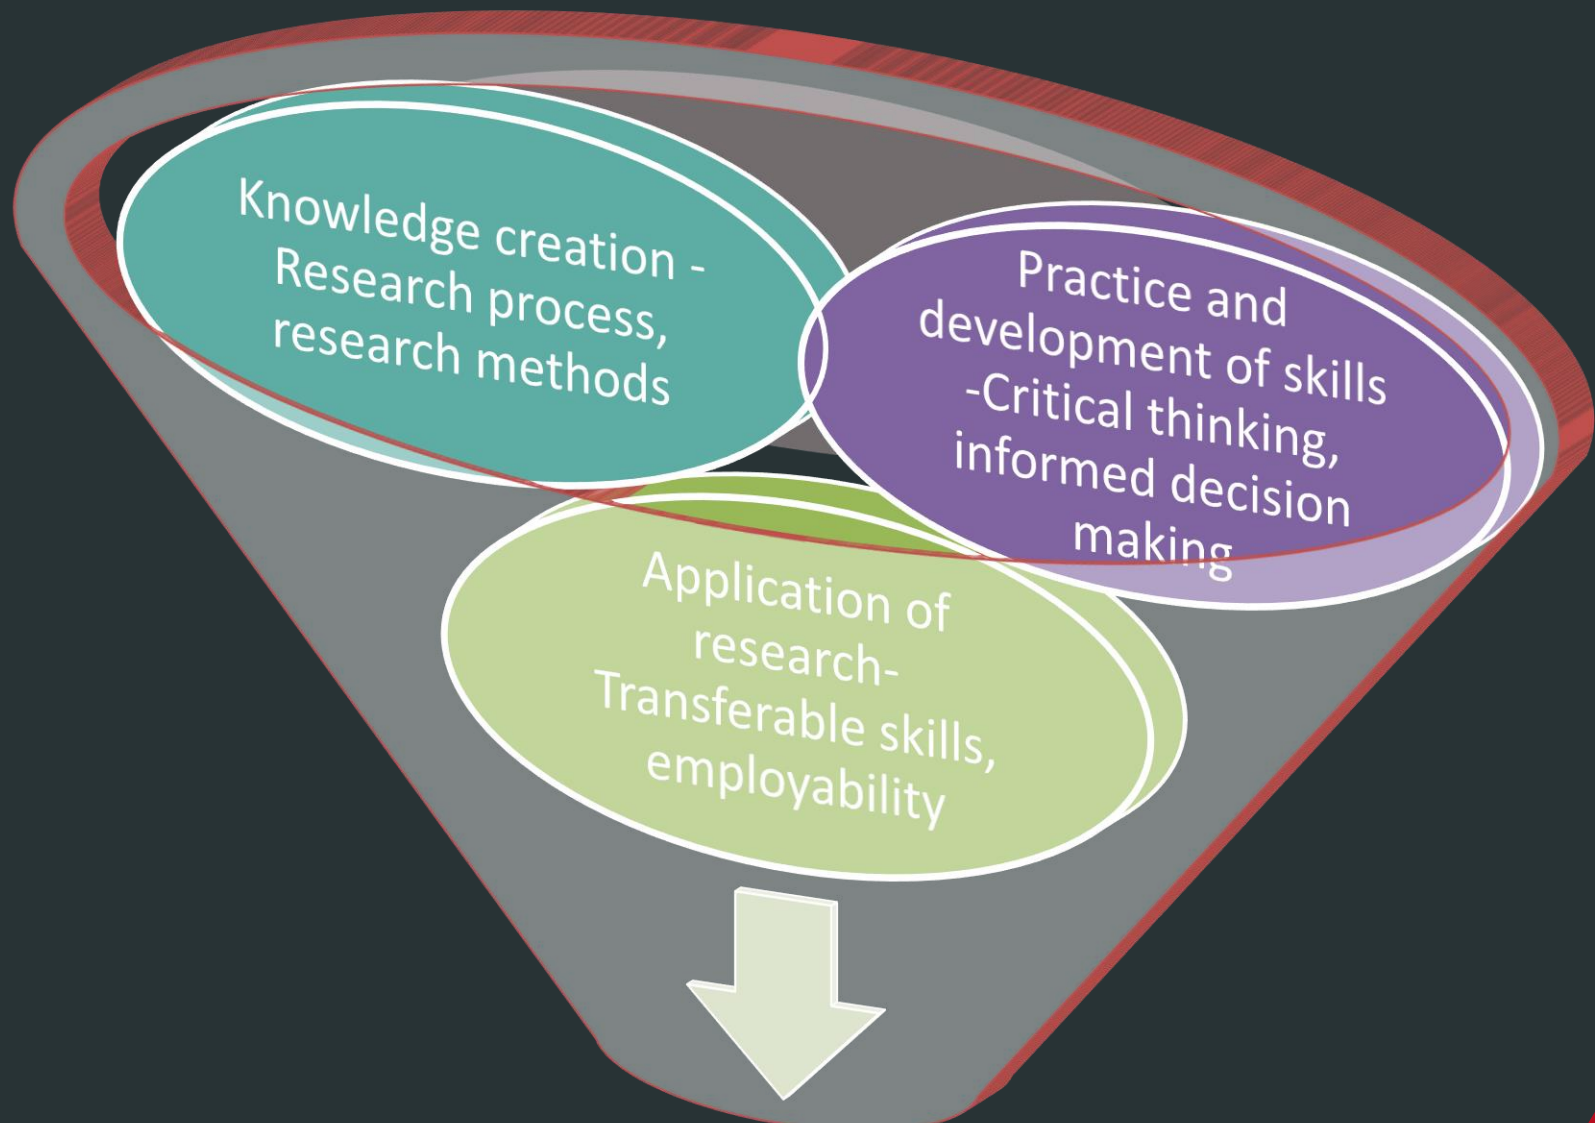 Knowledge creation -
Research process,
research methods
Practice and
development of skills
-Critical thinking,
informed decision
making
Application of
research-
Transferable skills,
employability